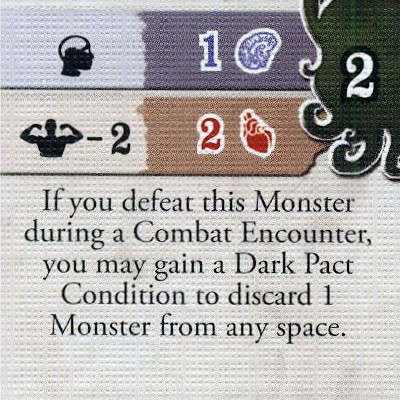 1
2
-2 2
If you defeat this Monster
during a Combat Encounter,
you may gain a Dark Pact
Condition to discard 1
Monster from any space.